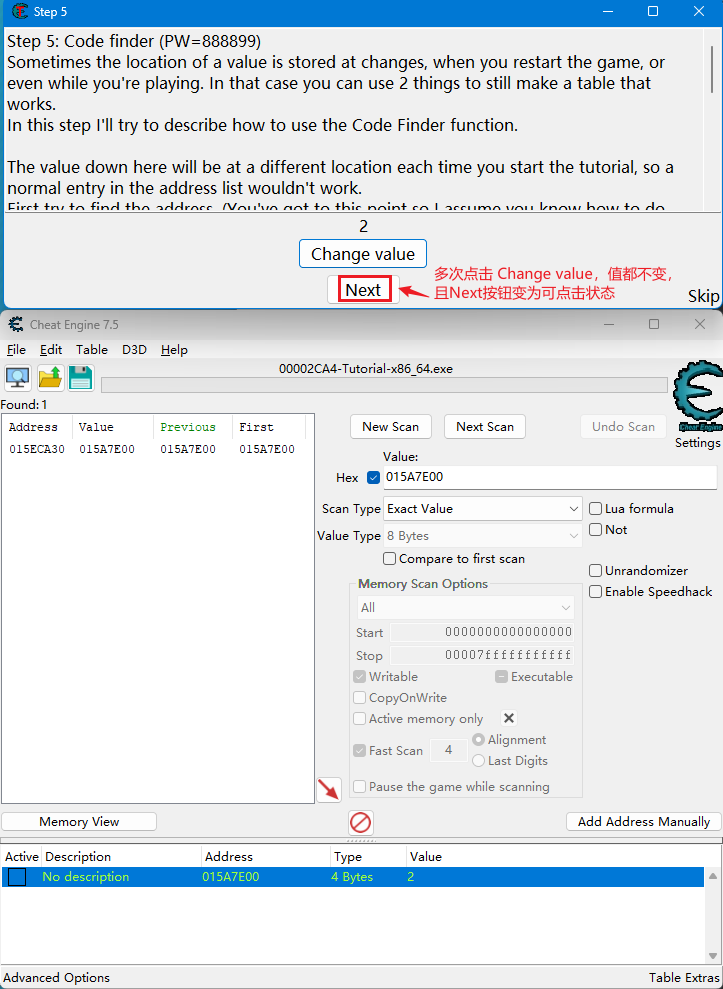 Step 5
Step 5: Code finder (PW=888899)
Sometimes the location of a value is stored at changes, when you restart the game, or
even while you're playing. In that case you can use 2 things to still make a table that
works.
In this step I'll try to describe how to use the Code Finder function.
The value down here will be at a different location each time you start the tutorial, so a
normal entry in the address list wouldn't work.
First try to find the address. (You've got to this point so I assume you know how to do
2
Change value
多次点击 Change value，值都不变，
且Next按钮变为可点击状态
Next
Skip
Cheat Engine 7.5
File Edit Table D3D Help
00002CA4-Tutorial-x86_64.exe
Found: 1
Cheat Engine
Settings
Address Value Previous First
015ECA30 015A7E00 015A7E00 015A7E00
New Scan Next Scan Undo Scan
Value:
Hex 015A7E00
Scan Type Exact Value Lua formula
Not
Value Type 8 Bytes
Compare to first scan
Unrandomizer
Enable Speedhack
Memory Scan Options
All
Start 0000000000000000
Stop 00007fffffffffff
Writable Executable
CopyOnWrite
Active memory only
Fast Scan 4 Alignment
Last Digits
Pause the game while scanning
Memory View Add Address Manually
Active Description Address Type Value
No description 015A7E00 4 Bytes 2
Advanced Options Table Extras